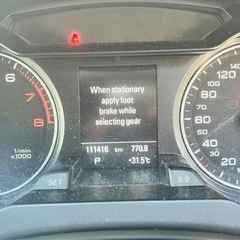 When stationary
apply foot
brake while
selecting gear
111416 km 770.8
P +31.5°C
6
7
8
1/min
x1000
SET
0.0
120
100
80
60
40
20